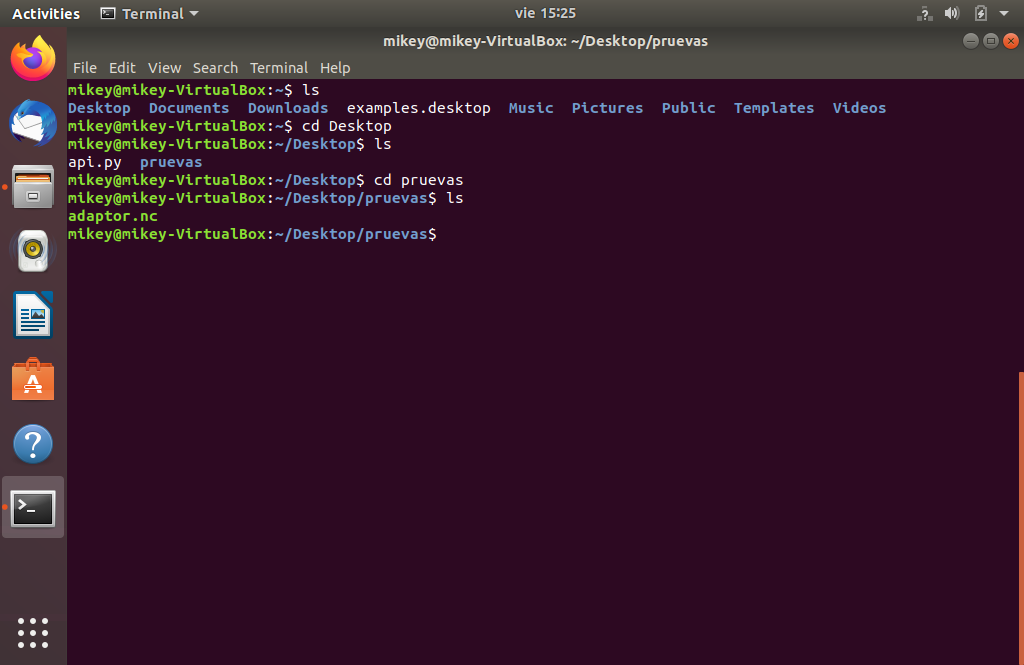 Activities Terminal vie 15:25
mikey@mikey-VirtualBox: ~/Desktop/pruevas
File Edit View Search Terminal Help
mikey@mikey-VirtualBox:~$ ls
Desktop Documents Downloads examples.desktop Music Pictures Public Templates Videos
mikey@mikey-VirtualBox:~$ cd Desktop
mikey@mikey-VirtualBox:~/Desktop$ ls
api.py pruevas
mikey@mikey-VirtualBox:~/Desktop$ cd pruevas
mikey@mikey-VirtualBox:~/Desktop/pruevas$ ls
adaptor.nc
mikey@mikey-VirtualBox:~/Desktop/pruevas$